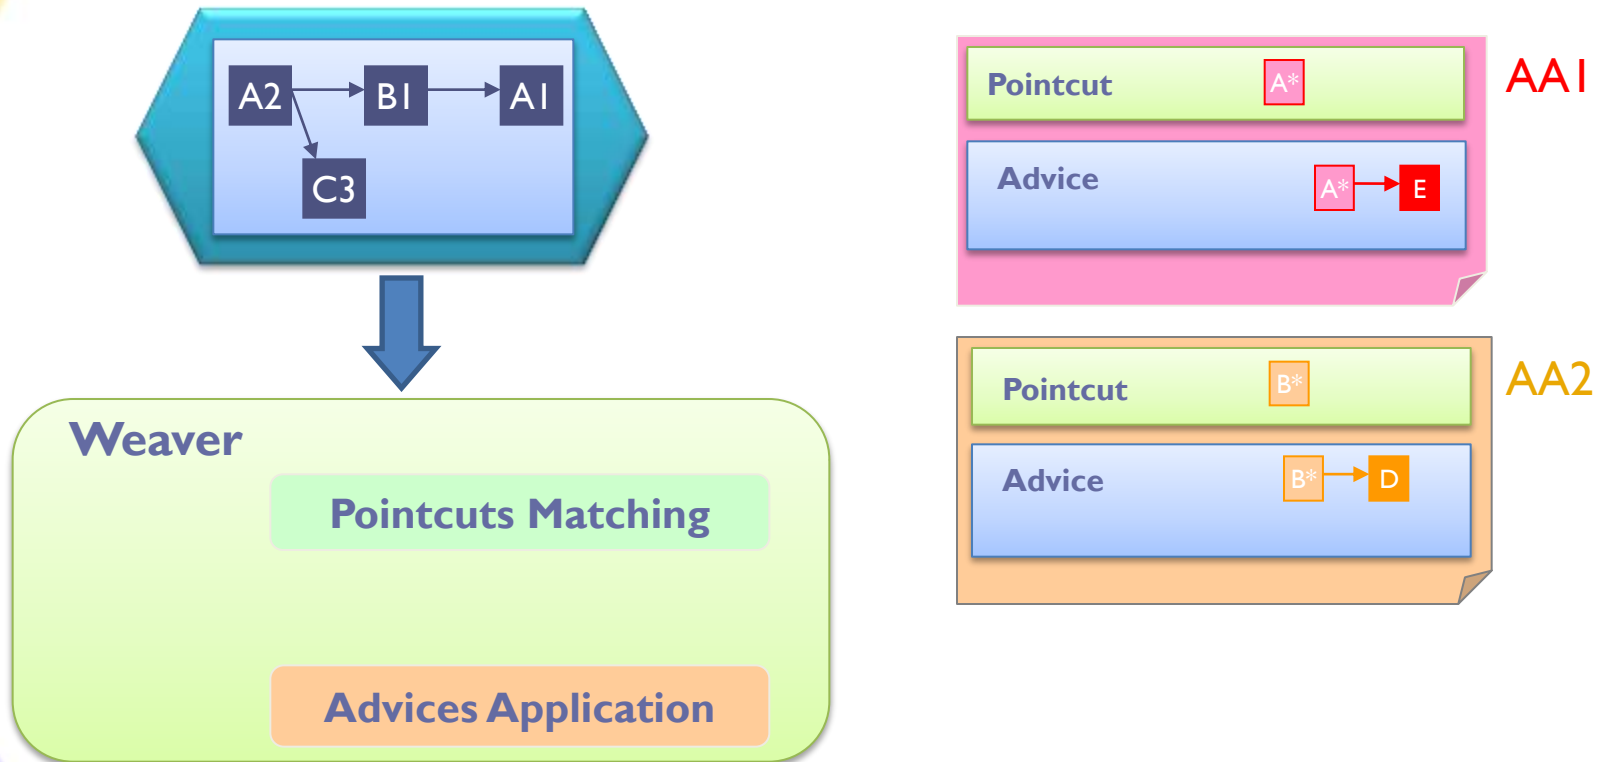 A2 B1 A1
C3
Weaver
Pointcuts Matching
Advices Application
Pointcut A*
AA1
Advice
A* E
Pointcut B*
AA2
Advice B* D